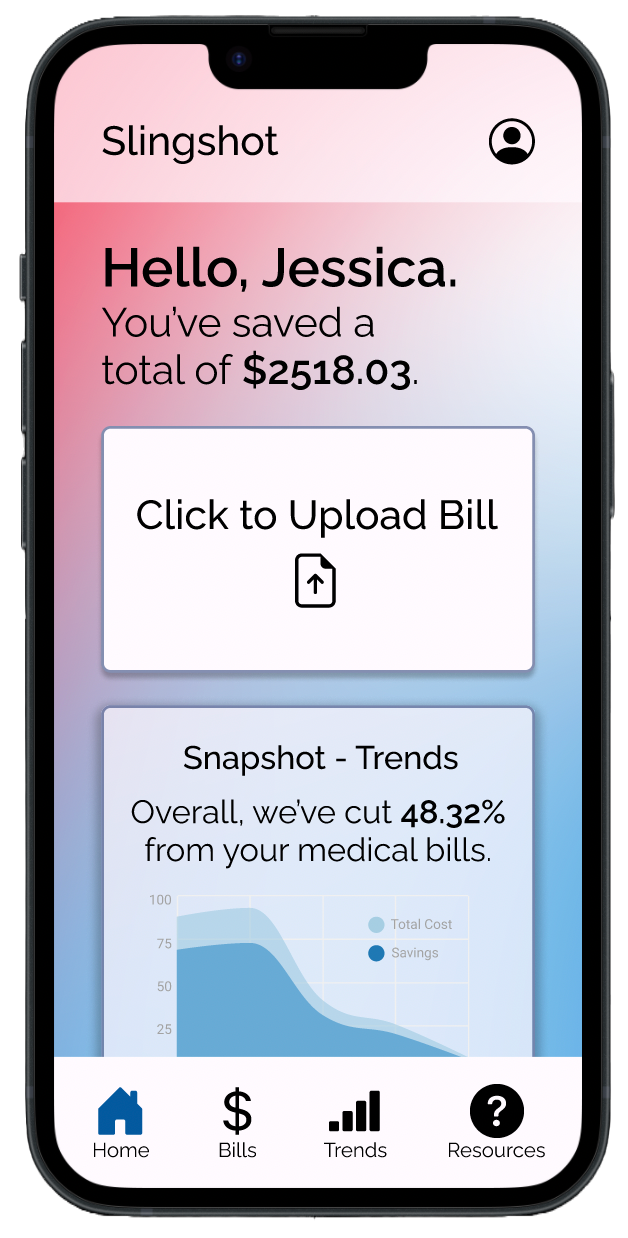 Slingshot
Hello, Jessica.
You’ve saved a
total of $2518.03.
Click to Upload Bill
Snapshot - Trends
Overall, we’ve cut 48.32%
from your medical bills.
100
Total Cost
75
Savings
50
25
Home
$
Bills
Trends
?
Resources